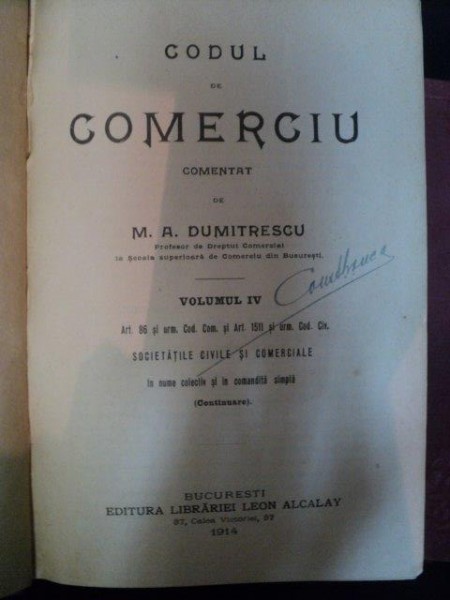 CODUL
DE
COMERCIU
COMENTAT
DE
M. A. DUMITRESCU
Profesor de Dreptul Comercial
la Școala superioară de Comerciu din București.
VOLUMUL IV
Art. 96 și urm. Cod. Com. și Art. 1511 și urm. Cod. Civ.
SOCIETĂȚILE CIVILE ȘI COMERCIALE
în nume colectiv și în comandită simplă
(Continuare).
BUCUREȘTI
EDITURA LIBRĂRIEI LEON ALCALAY
37, Calea Victoriei, 37
1914